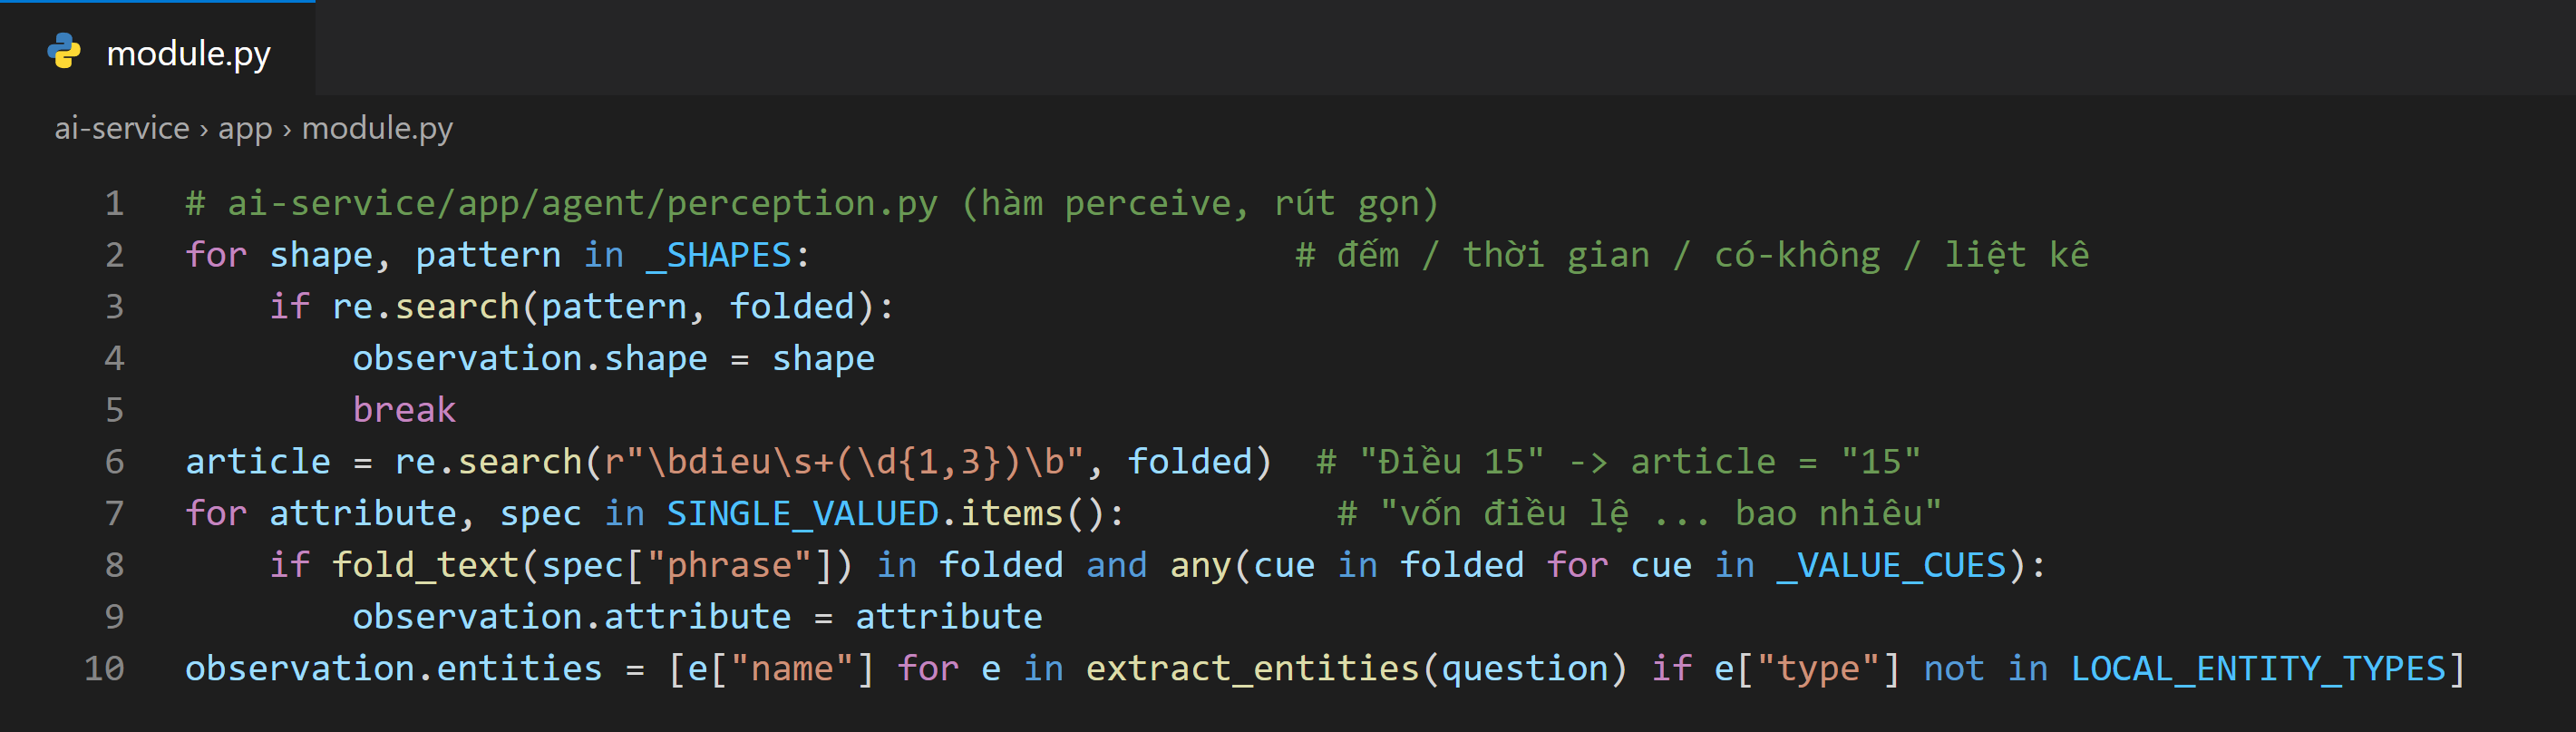 module.py
ai-service › app › module.py
1 # ai-service/app/agent/perception.py (hàm perceive, rút gọn)
2 for shape, pattern in _SHAPES:                       # đếm / thời gian / có-không / liệt kê
3     if re.search(pattern, folded):
4         observation.shape = shape
5         break
6 article = re.search(r"\bdieu\s+(\d{1,3})\b", folded)  # "Điều 15" -> article = "15"
7 for attribute, spec in SINGLE_VALUED.items():          # "vốn điều lệ ... bao nhiêu"
8     if fold_text(spec["phrase"]) in folded and any(cue in folded for cue in _VALUE_CUES):
9         observation.attribute = attribute
10 observation.entities = [e["name"] for e in extract_entities(question) if e["type"] not in LOCAL_ENTITY_TYPES]